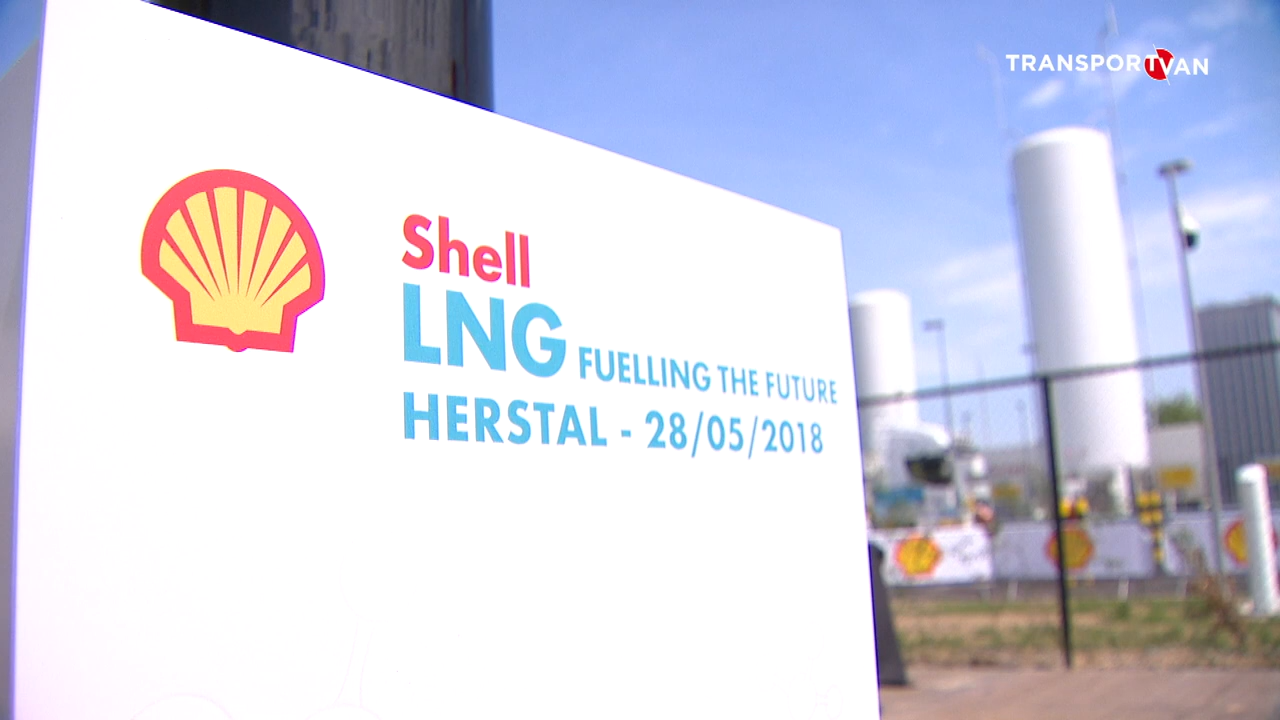 TRANSPORTVAN
Shell
LNG FUELLING THE FUTURE
HERSTAL - 28/05/2018